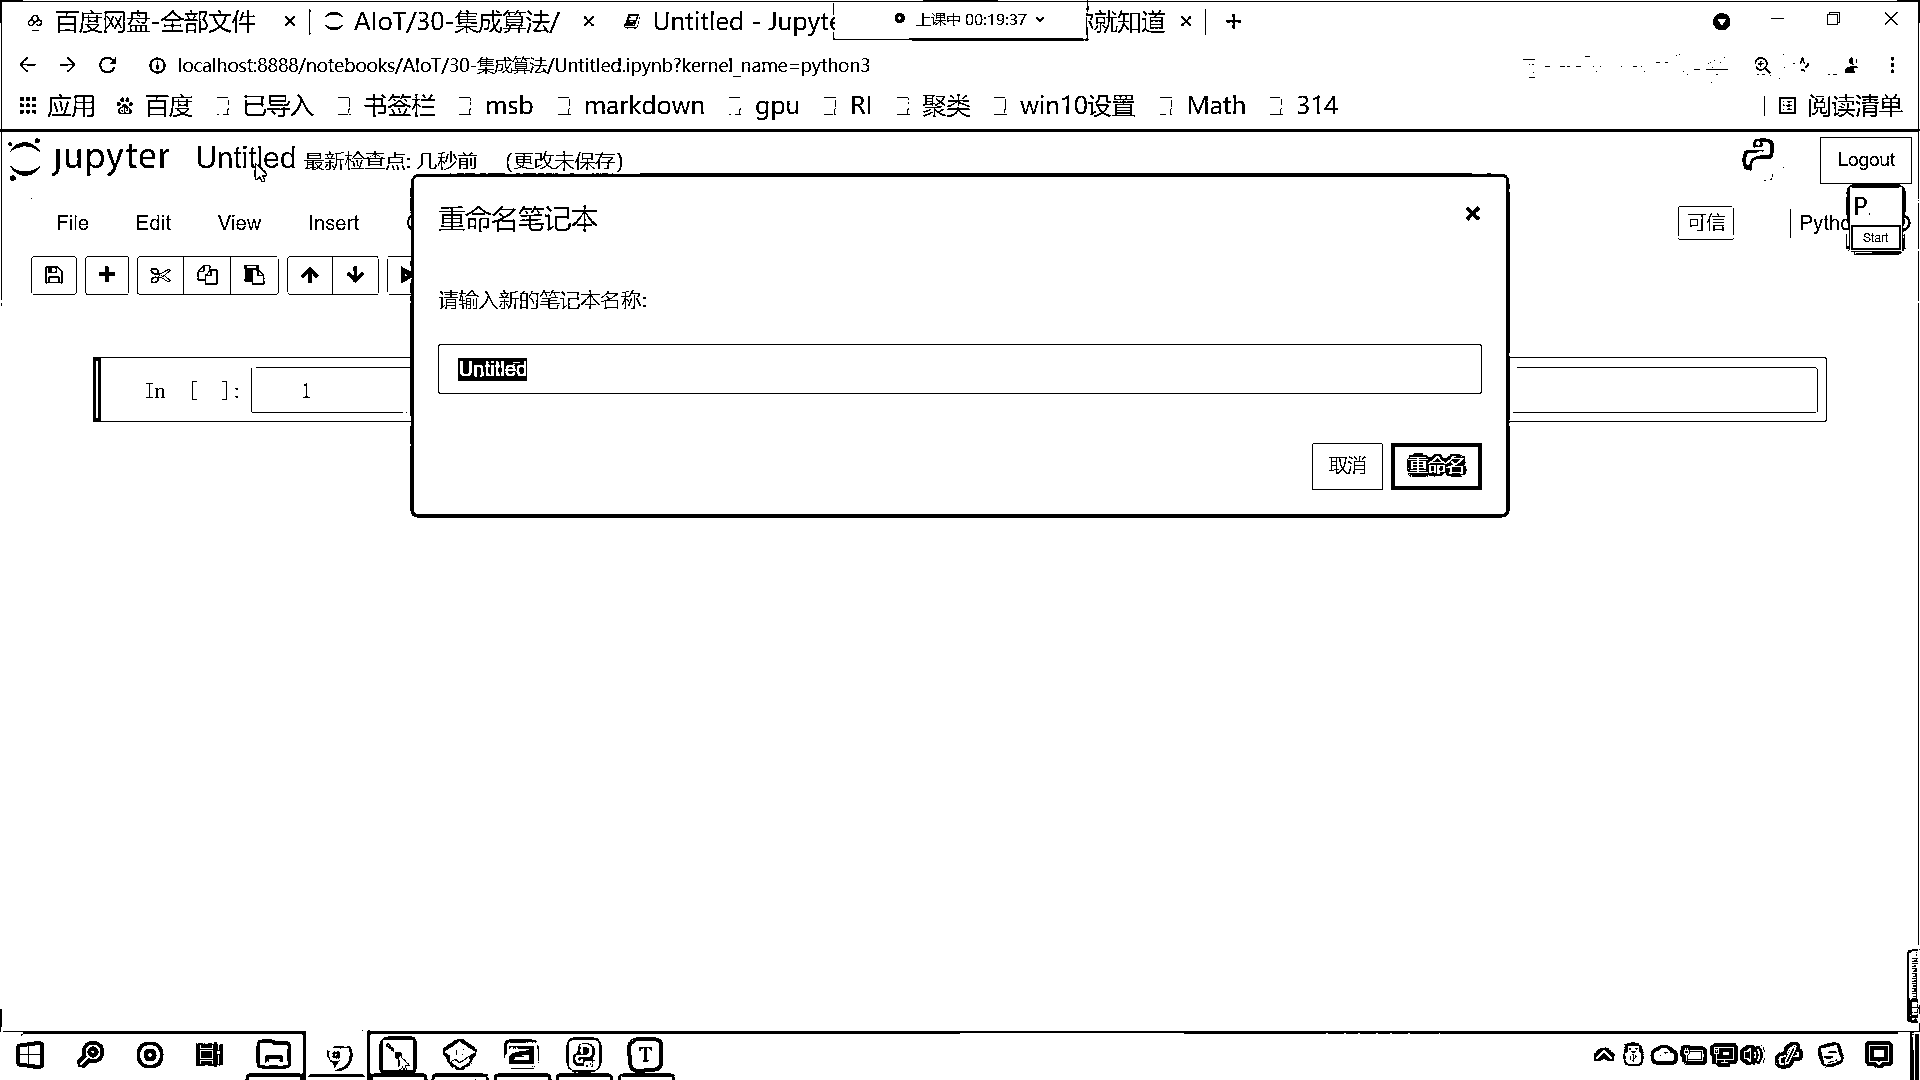 百度网盘-全部文件
AIoT/30-集成算法/
Untitled - Jupyte
上课中 00:19:37
你就知道
localhost:8888/notebooks/AIoT/30-集成算法/Untitled.ipynb?kernel_name=python3
应用 百度 已导入 书签栏 msb markdown gpu RI 聚类 win10设置 Math 314 阅读清单
jupyter Untitled 最新检查点: 几秒前 (更改未保存) Logout
File Edit View Insert 可信 Pytho
P
Start
重命名笔记本
请输入新的笔记本名称:
Untitled
In [ ]: 1
取消 重命名